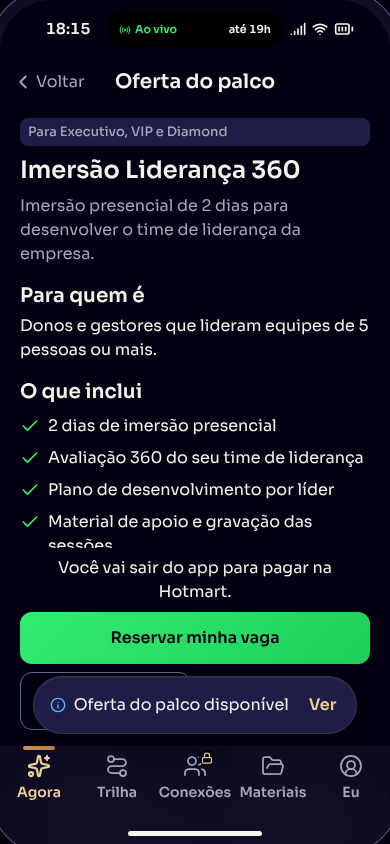 18:15
Ao vivo
até 19h
Voltar
Oferta do palco
Para Executivo, VIP e Diamond
Imersão Liderança 360
Imersão presencial de 2 dias para
desenvolver o time de liderança da
empresa.
Para quem é
Donos e gestores que lideram equipes de 5
pessoas ou mais.
O que inclui
2 dias de imersão presencial
Avaliação 360 do seu time de liderança
Plano de desenvolvimento por líder
Material de apoio e gravação das
sessões
Você vai sair do app para pagar na
Hotmart.
Reservar minha vaga
Oferta do palco disponível
Ver
Agora
Trilha
Conexões
Materiais
Eu